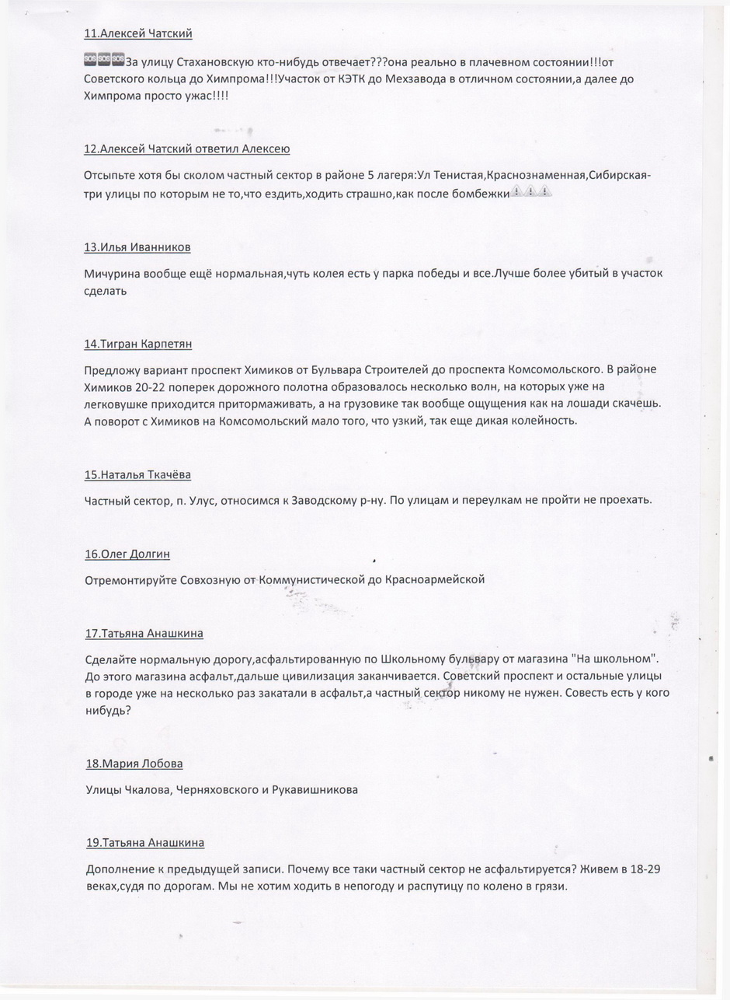 11.Алексей Чатский
🆘🆘🆘За улицу Стахановскую кто-нибудь отвечает???она реально в плачевном состоянии!!!от
Советского кольца до Химпрома!!!Участок от КЭТК до Мехзавода в отличном состоянии,а далее до
Химпрома просто ужас!!!!
12.Алексей Чатский ответил Алексею
Отсыпьте хотя бы сколом частный сектор в районе 5 лагеря:Ул Тенистая,Краснознаменная,Сибирская-
три улицы по которым не то,что ездить,ходить страшно,как после бомбежки⚠⚠⚠
13.Илья Иванников
Мичурина вообще ещё нормальная,чуть колея есть у парка победы и все.Лучше более убитый в участок
сделать
14.Тигран Карпетян
Предложу вариант проспект Химиков от Бульвара Строителей до проспекта Комсомольского. В районе
Химиков 20-22 поперек дорожного полотна образовалось несколько волн, на которых уже на
легковушке приходится притормаживать, а на грузовике так вообще ощущения как на лошади скачешь.
А поворот с Химиков на Комсомольский мало того, что узкий, так еще дикая колейность.
15.Наталья Ткачёва
Частный сектор, п. Улус, относимся к Заводскому р-ну. По улицам и переулкам не пройти не проехать.
16.Олег Долгин
Отремонтируйте Совхозную от Коммунистической до Красноармейской
17.Татьяна Анашкина
Сделайте нормальную дорогу,асфальтированную по Школьному бульвару от магазина "На школьном".
До этого магазина асфальт,дальше цивилизация заканчивается. Советский проспект и остальные улицы
в городе уже на несколько раз закатали в асфальт,а частный сектор никому не нужен. Совесть есть у кого
нибудь?
18.Мария Лобова
Улицы Чкалова, Черняховского и Рукавишникова
19.Татьяна Анашкина
Дополнение к предыдущей записи. Почему все таки частный сектор не асфальтируется? Живем в 18-29
веках,судя по дорогам. Мы не хотим ходить в непогоду и распутицу по колено в грязи.